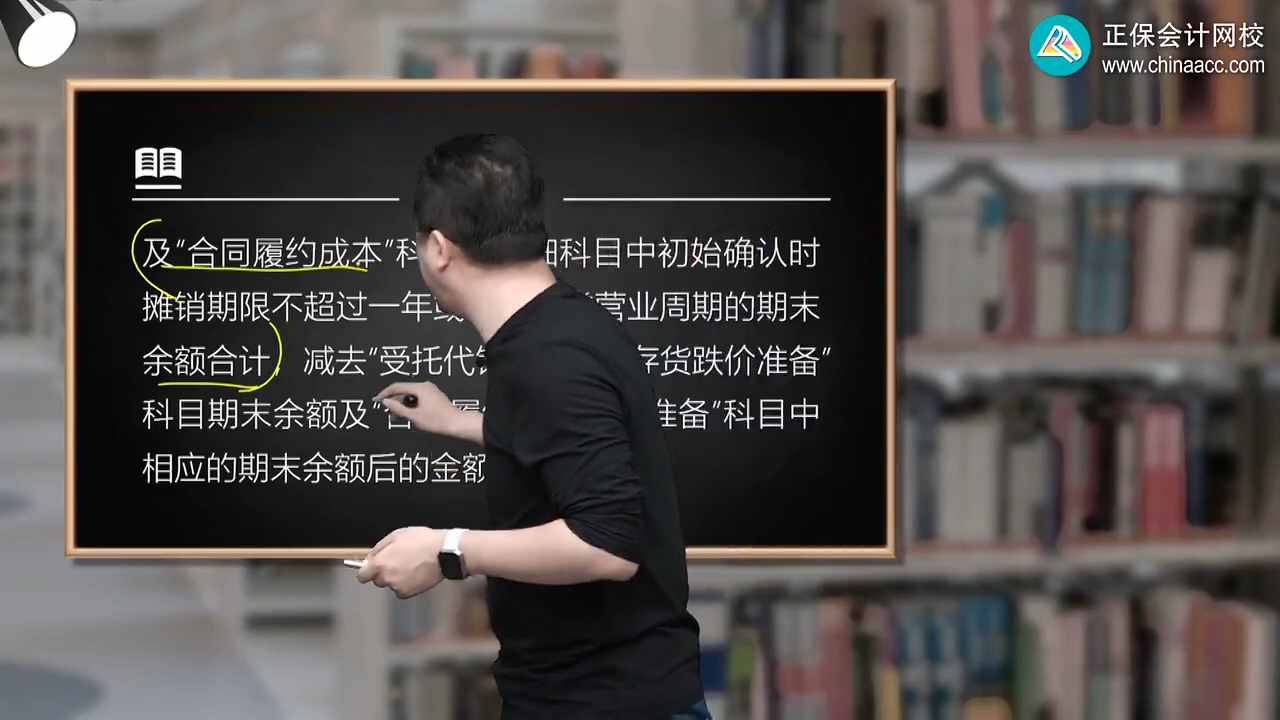 正保会计网校
www.chinaacc.com
及“合同履约成本”科 细科目中初始确认时
摊销期限不超过一年或 营业周期的期末
余额合计，减去“受托代销 存货跌价准备”
科目期末余额及“合 履 准备”科目中
相应的期末余额后的金额